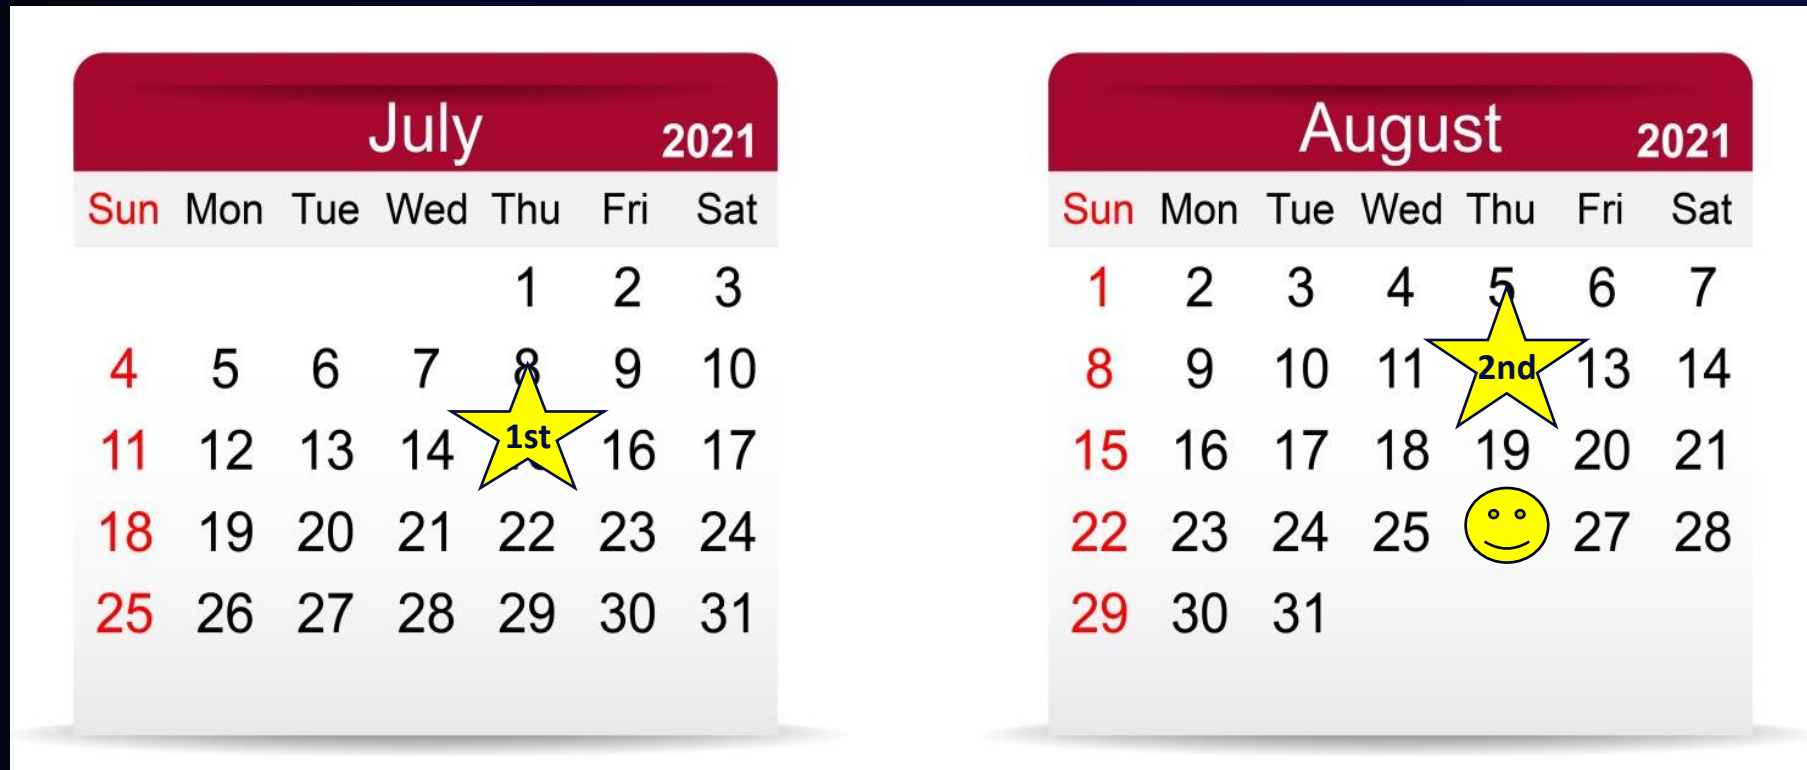 July 2021
Sun Mon Tue Wed Thu Fri Sat
1 2 3
4 5 6 7 8 9 10
11 12 13 14 1st 16 17
18 19 20 21 22 23 24
25 26 27 28 29 30 31
August 2021
Sun Mon Tue Wed Thu Fri Sat
1 2 3 4 5 6 7
8 9 10 11 2nd 13 14
15 16 17 18 19 20 21
22 23 24 25 27 28
29 30 31